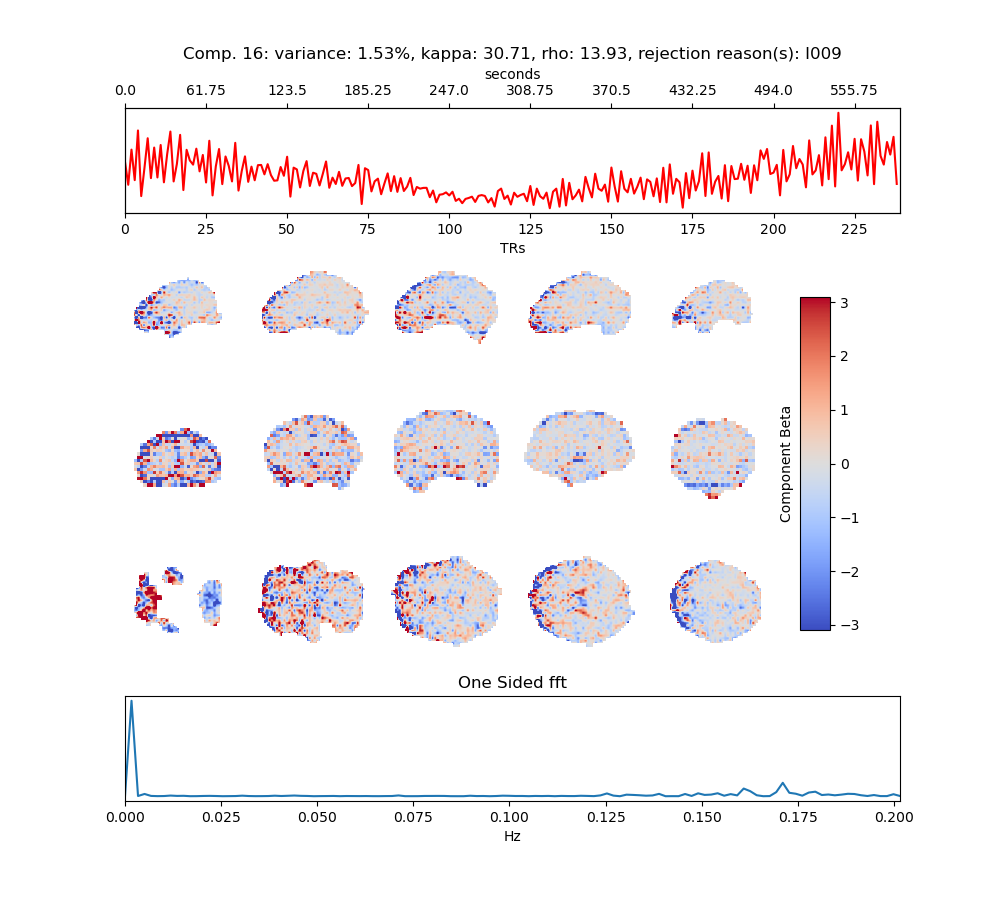 Comp. 16: variance: 1.53%, kappa: 30.71, rho: 13.93, rejection reason(s): I009
seconds
0.0 61.75 123.5 185.25 247.0 308.75 370.5 432.25 494.0 555.75
0 25 50 75 100 125 150 175 200 225
TRs
3
2
1
0
−1
−2
−3
Component Beta
One Sided fft
0.000 0.025 0.050 0.075 0.100 0.125 0.150 0.175 0.200
Hz